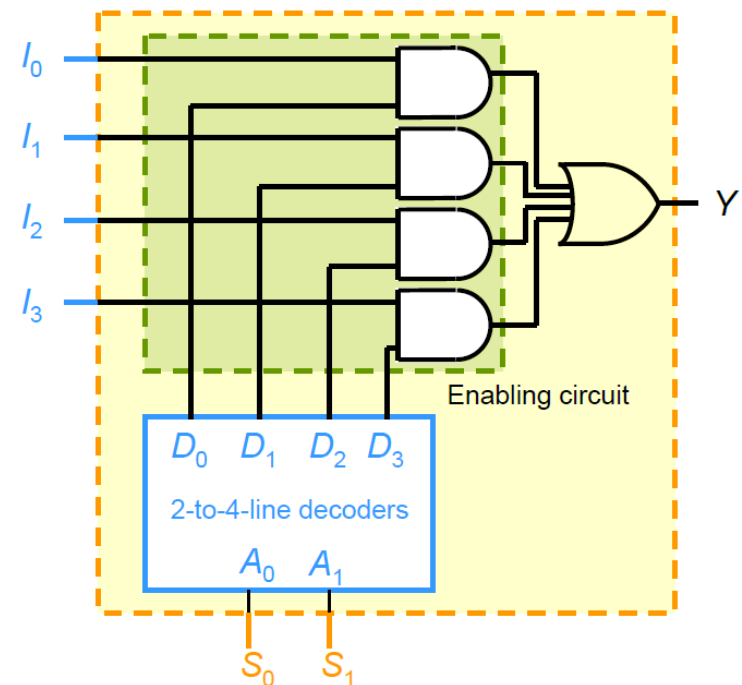 I0
I1
I2
I3
Y
Enabling circuit
D0 D1 D2 D3
2-to-4-line decoders
A0 A1
S0 S1